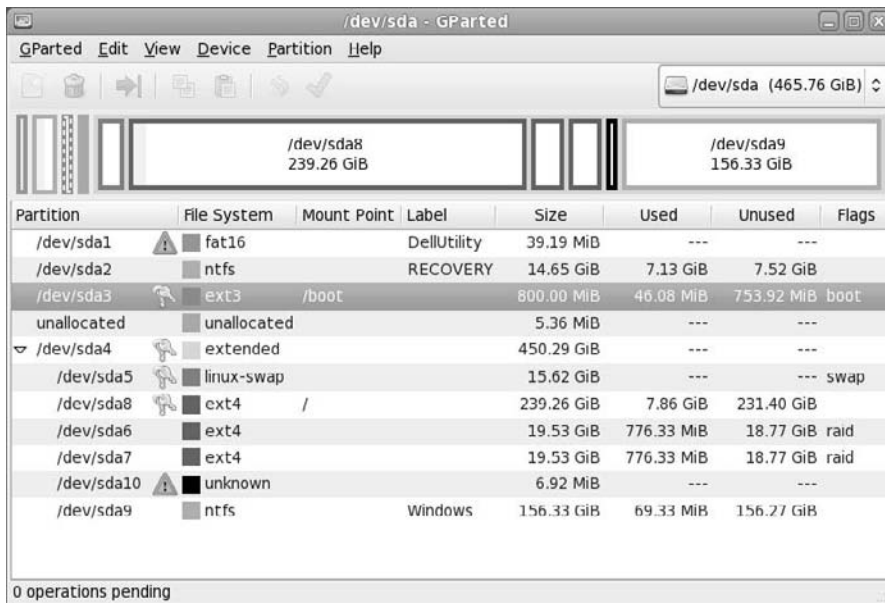 /dev/sda - GParted
GParted Edit View Device Partition Help
/dev/sda (465.76 GiB)
/dev/sda8
239.26 GiB
/dev/sda9
156.33 GiB
Partition File System Mount Point Label Size Used Unused Flags
/dev/sda1 fat16 DellUtility 39.19 MiB --- ---
/dev/sda2 ntfs RECOVERY 14.65 GiB 7.13 GiB 7.52 GiB
/dev/sda3 ext3 /boot 800.00 MiB 46.08 MiB 753.92 MiB boot
unallocated unallocated 5.36 MiB --- ---
/dev/sda4 extended 450.29 GiB --- ---
/dev/sda5 linux-swap 15.62 GiB --- --- swap
/dev/sda8 ext4 / 239.26 GiB 7.86 GiB 231.40 GiB
/dev/sda6 ext4 19.53 GiB 776.33 MiB 18.77 GiB raid
/dev/sda7 ext4 19.53 GiB 776.33 MiB 18.77 GiB raid
/dev/sda10 unknown 6.92 MiB --- ---
/dev/sda9 ntfs Windows 156.33 GiB 69.33 MiB 156.27 GiB
0 operations pending